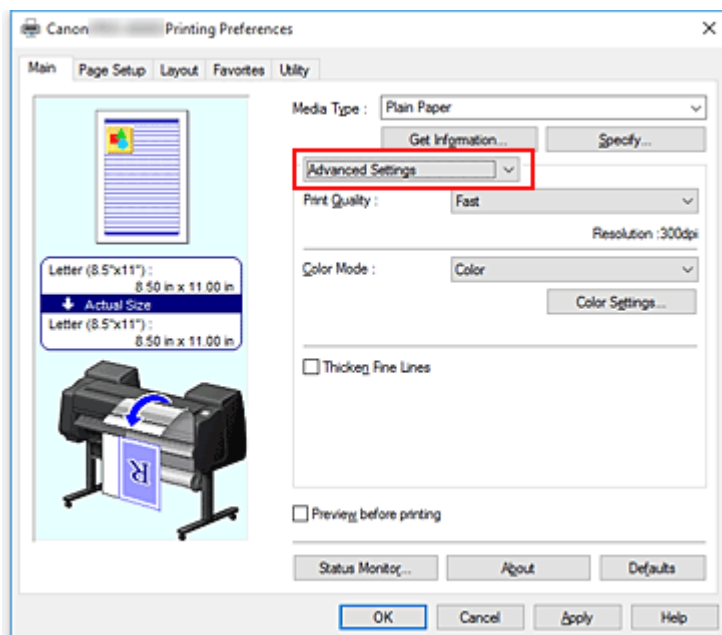 Canon Printing Preferences
Main Page Setup Layout Favorites Utility
Media Type : Plain Paper
Get Information... Specify...
Advanced Settings
Print Quality : Fast
Resolution :300dpi
Color Mode : Color
Color Settings...
Thicken Fine Lines
Letter (8.5"x11") :
8.50 in x 11.00 in
Actual Size
Letter (8.5"x11") :
8.50 in x 11.00 in
R
Preview before printing
Status Monitor... About Defaults
OK Cancel Apply Help